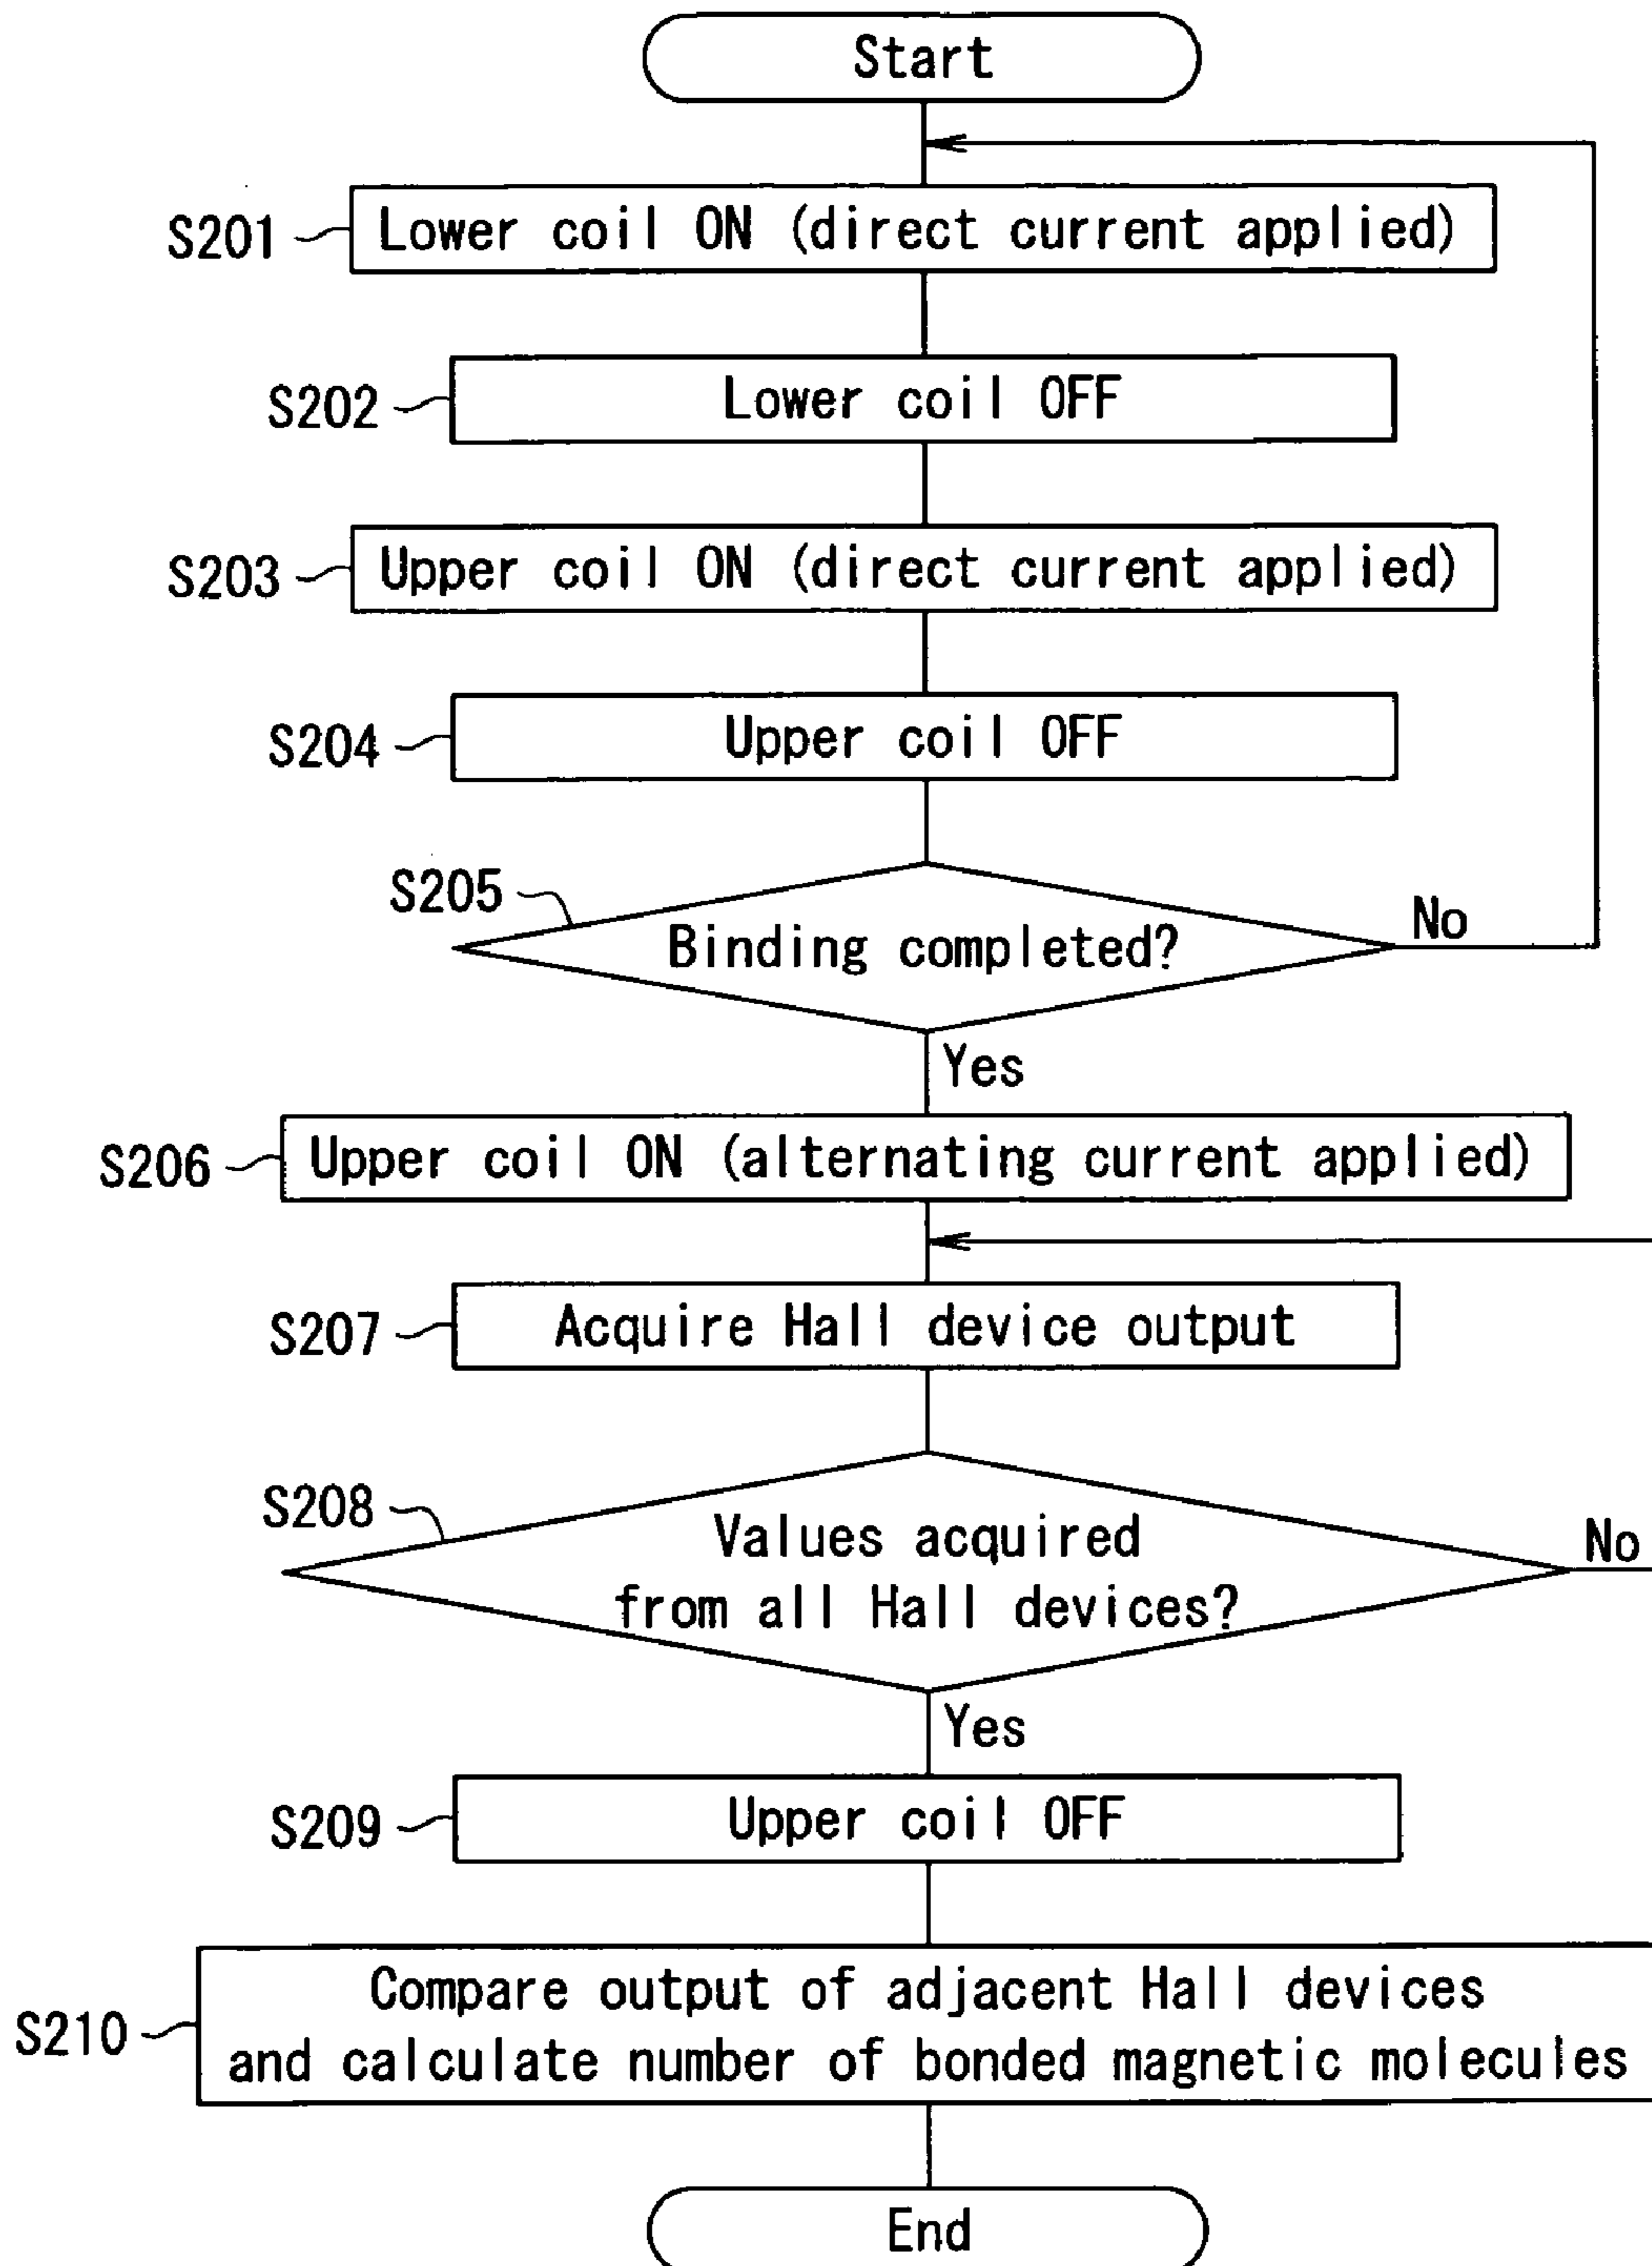 Start
S201
Lower coil ON (direct current applied)
S202
Lower coil OFF
S203
Upper coil ON (direct current applied)
S204
Upper coil OFF
S205
Binding completed?
No
Yes
S206
Upper coil ON (alternating current applied)
S207
Acquire Hall device output
S208
Values acquired
from all Hall devices?
No
Yes
S209
Upper coil OFF
S210
Compare output of adjacent Hall devices
and calculate number of bonded magnetic molecules
End